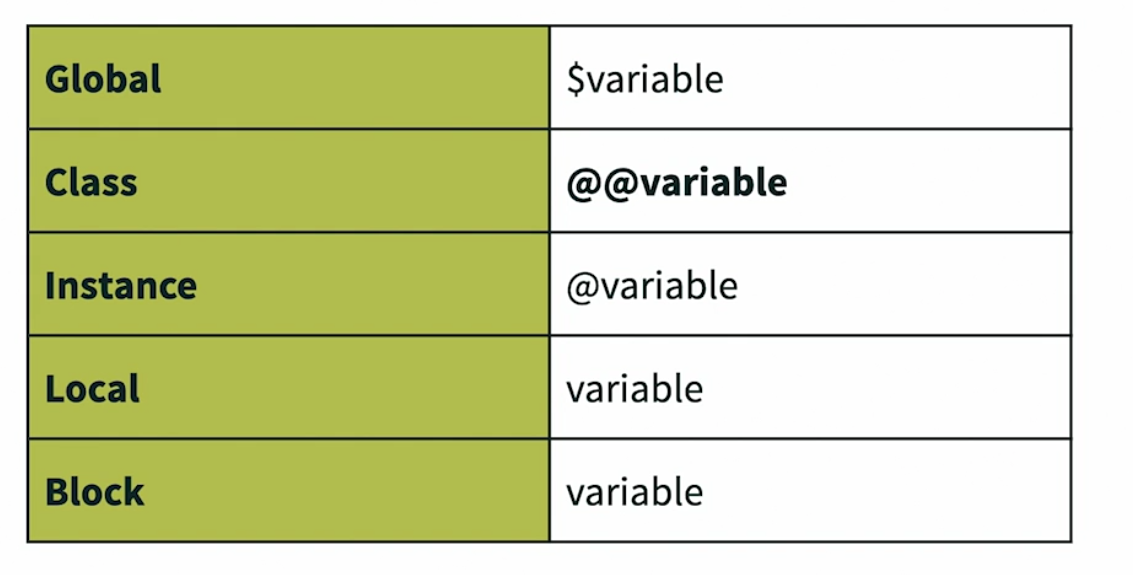 Global $variable
Class @@variable
Instance @variable
Local variable
Block variable